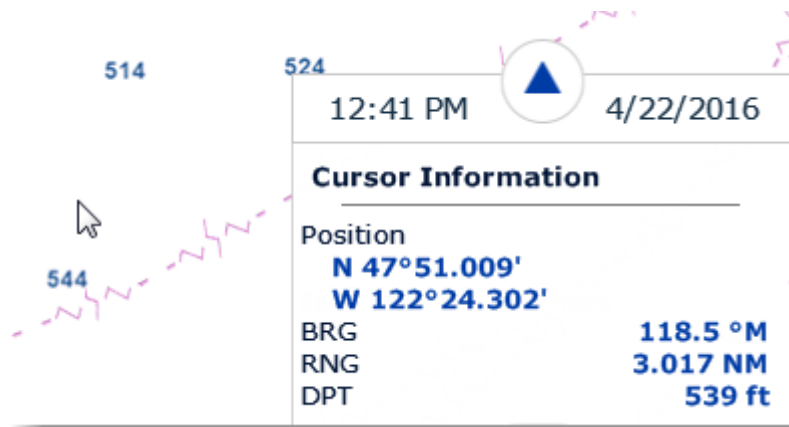 514
524
12:41 PM 4/22/2016
Cursor Information
Position
N 47°51.009'
W 122°24.302'
544
BRG 118.5 °M
RNG 3.017 NM
DPT 539 ft